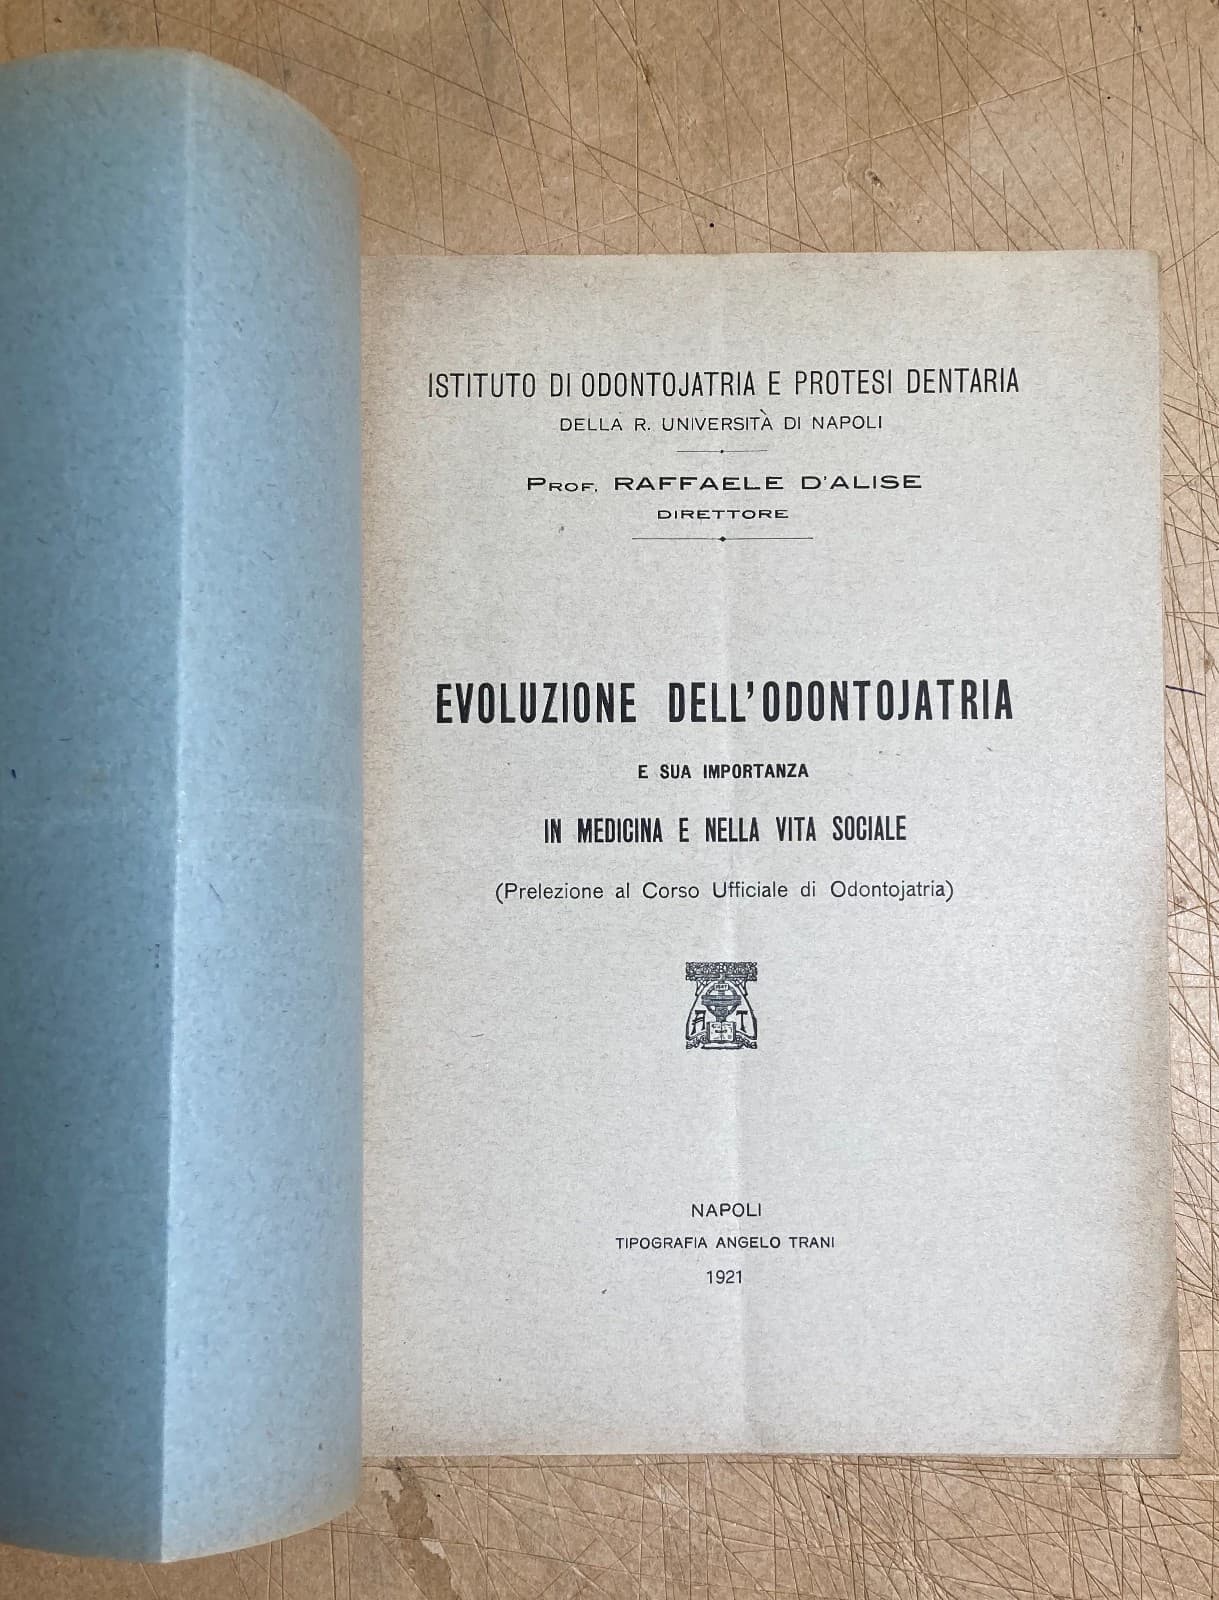 ISTITUTO DI ODONTOJATRIA E PROTESI DENTARIA
DELLA R. UNIVERSITÀ DI NAPOLI
PROF. RAFFAELE D'ALISE
DIRETTORE
EVOLUZIONE DELL'ODONTOJATRIA
E SUA IMPORTANZA
IN MEDICINA E NELLA VITA SOCIALE
(Prelezione al Corso Ufficiale di Odontojatria)
A T
NAPOLI
TIPOGRAFIA ANGELO TRANI
1921